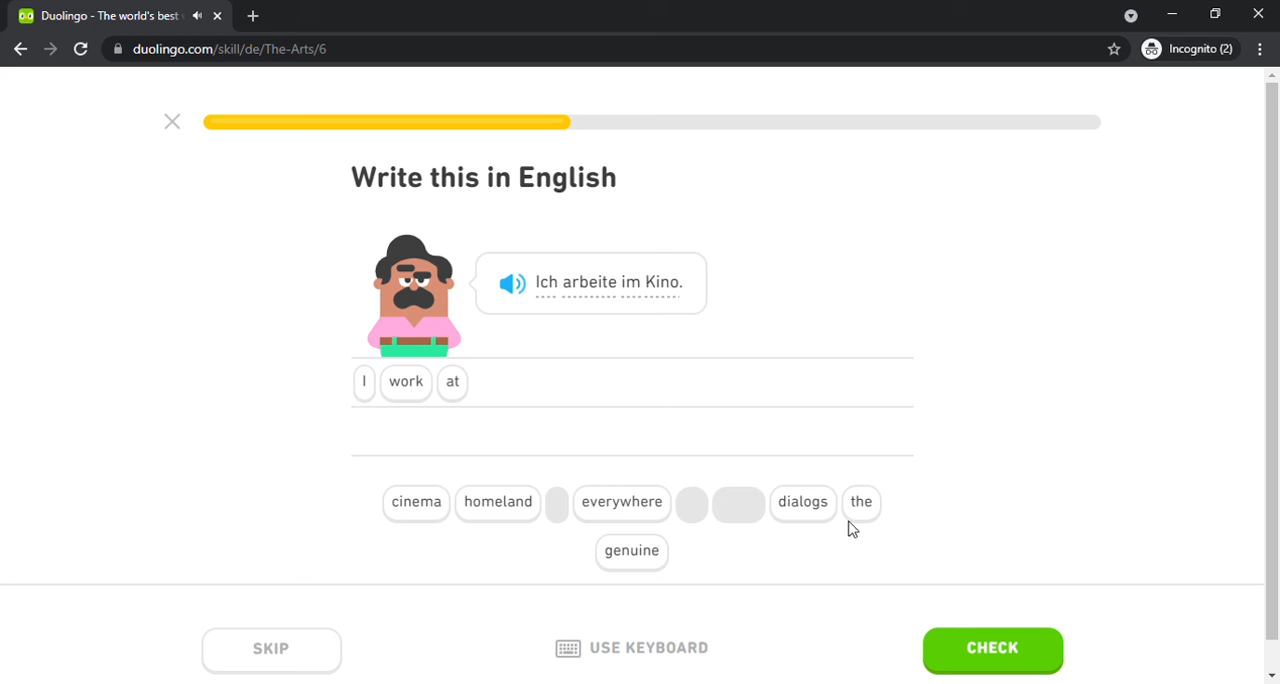 Duolingo - The world's best
duolingo.com/skill/de/The-Arts/6
Incognito (2)
Write this in English
Ich arbeite im Kino.
I work at
cinema homeland everywhere dialogs the
genuine
SKIP USE KEYBOARD CHECK